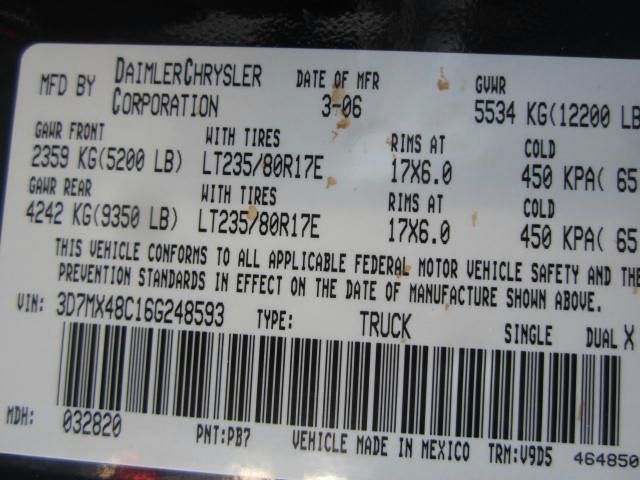 MFD BY DAIMLERCHRYSLER CORPORATION DATE OF MFR 3-06 GVWR 5534 KG(12200 LB
GAWR FRONT WITH TIRES RIMS AT COLD
2359 KG(5200 LB) LT235/80R17E 17X6.0 450 KPA( 65
GAWR REAR WITH TIRES RIMS AT COLD
4242 KG(9350 LB) LT235/80R17E 17X6.0 450 KPA( 65
THIS VEHICLE CONFORMS TO ALL APPLICABLE FEDERAL MOTOR VEHICLE SAFETY AND THE
PREVENTION STANDARDS IN EFFECT ON THE DATE OF MANUFACTURE SHOWN ABOVE.
VIN: 3D7MX48C16G248593 TYPE: TRUCK SINGLE DUAL X
MDH: 032820 PNT:PB7 VEHICLE MADE IN MEXICO TRM:V9D5 464850